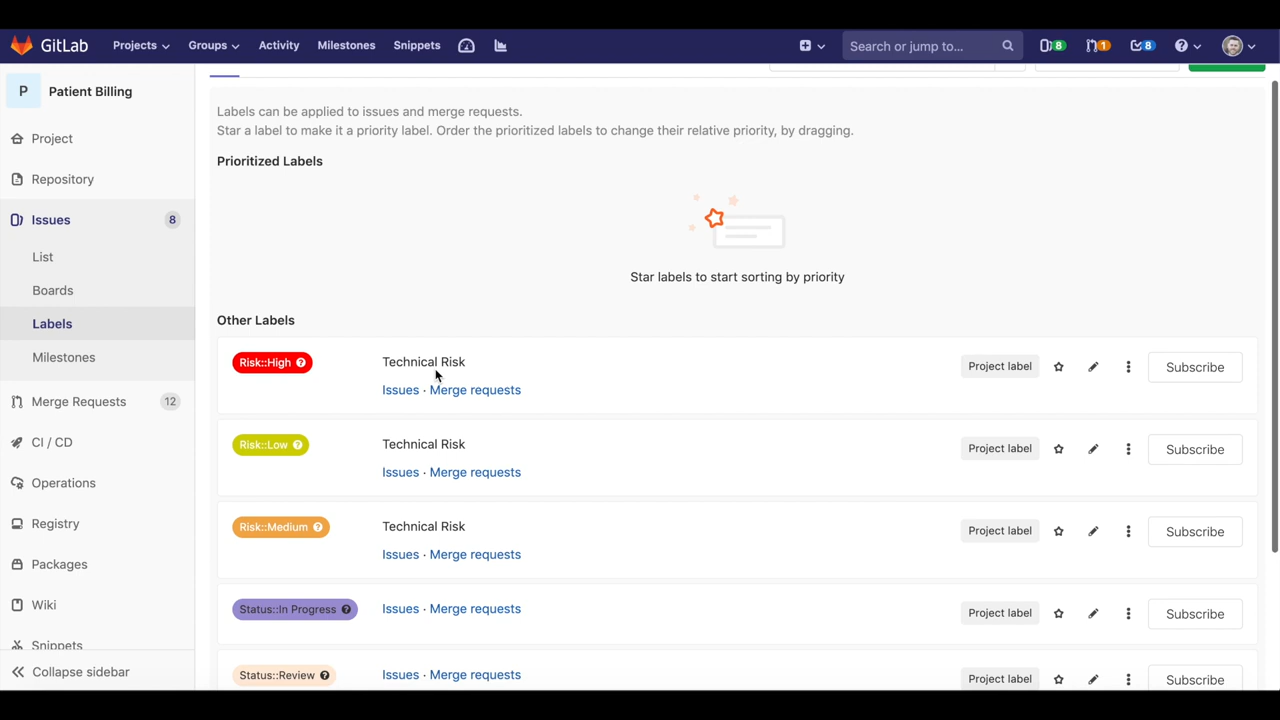 GitLab Projects Groups Activity Milestones Snippets Search or jump to... 8 1 8
P Patient Billing
Project
Repository
Issues 8
List
Boards
Labels
Milestones
Merge Requests 12
CI / CD
Operations
Registry
Packages
Wiki
Snippets
Collapse sidebar
Labels can be applied to issues and merge requests.
Star a label to make it a priority label. Order the prioritized labels to change their relative priority, by dragging.
Prioritized Labels
Star labels to start sorting by priority
Other Labels
Risk::High ? Technical Risk Project label Subscribe
Issues · Merge requests
Risk::Low ? Technical Risk Project label Subscribe
Issues · Merge requests
Risk::Medium ? Technical Risk Project label Subscribe
Issues · Merge requests
Status::In Progress ? Issues · Merge requests Project label Subscribe
Status::Review ? Issues · Merge requests Project label Subscribe